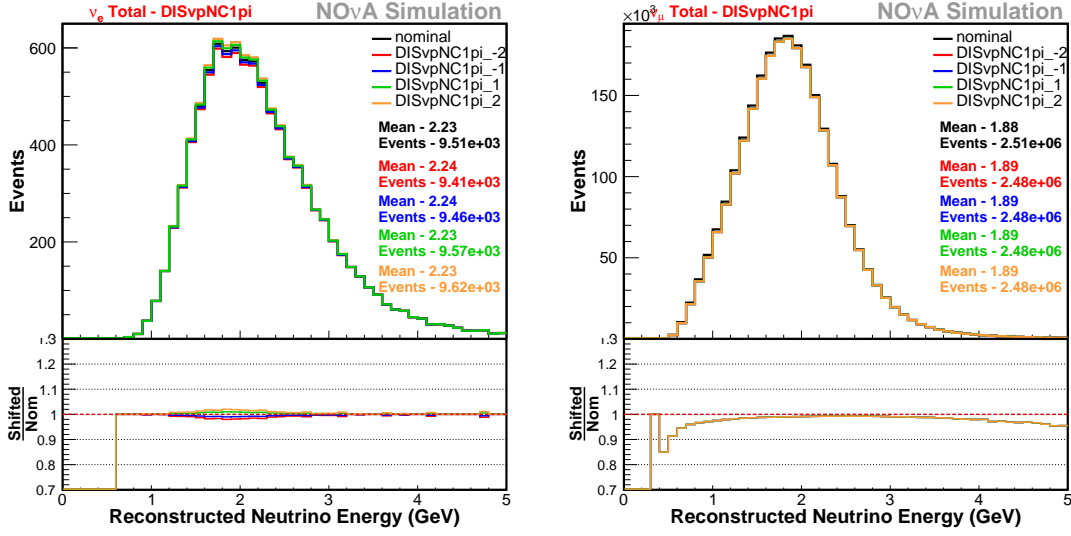 νe Total - DISvpNC1pi
NOνA Simulation
nominal
DISvpNC1pi_-2
DISvpNC1pi_-1
DISvpNC1pi_1
DISvpNC1pi_2
Mean - 2.23
Events - 9.51e+03
Mean - 2.24
Events - 9.41e+03
Mean - 2.24
Events - 9.46e+03
Mean - 2.23
Events - 9.57e+03
Mean - 2.23
Events - 9.62e+03
Events
600
400
200
1.3
1.2
1.1
1
0.9
0.8
0.7
Shifted
Nom
0 1 2 3 4 5
Reconstructed Neutrino Energy (GeV)
×10³
νμ Total - DISvpNC1pi
NOνA Simulation
nominal
DISvpNC1pi_-2
DISvpNC1pi_-1
DISvpNC1pi_1
DISvpNC1pi_2
Mean - 1.88
Events - 2.51e+06
Mean - 1.89
Events - 2.48e+06
Mean - 1.89
Events - 2.48e+06
Mean - 1.89
Events - 2.48e+06
Mean - 1.89
Events - 2.48e+06
Events
150
100
50
1.3
1.2
1.1
1
0.9
0.8
0.7
Shifted
Nom
0 1 2 3 4 5
Reconstructed Neutrino Energy (GeV)